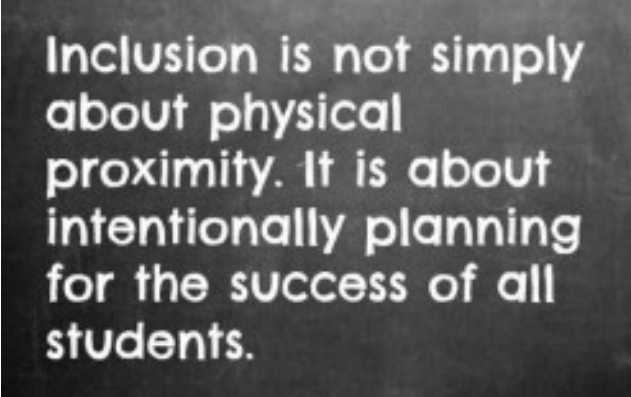 Inclusion is not simply
about physical
proximity. It is about
intentionally planning
for the success of all
students.